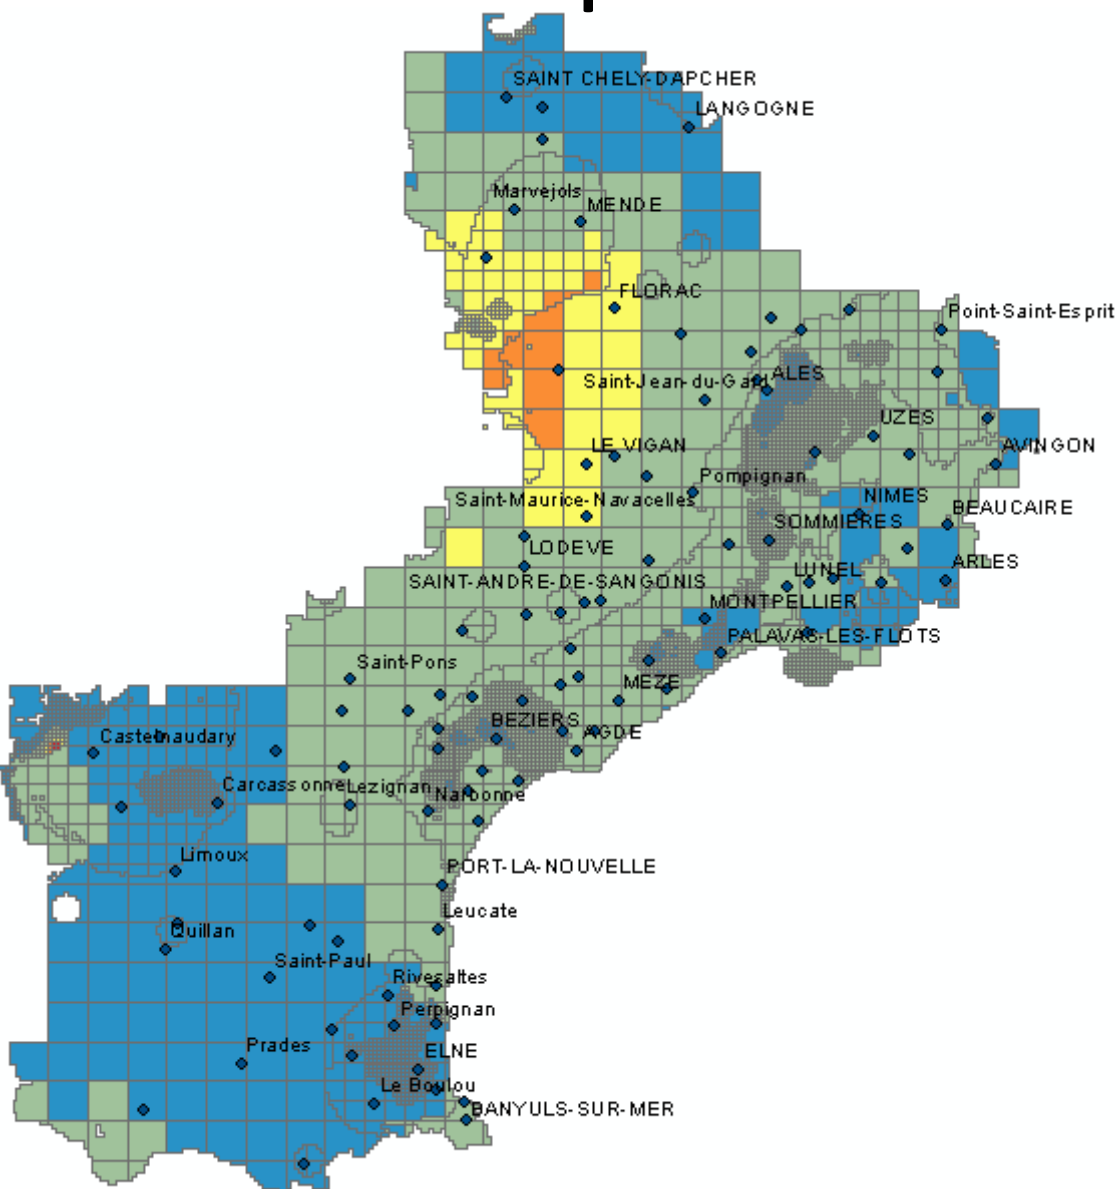 SAINT CHELY-DAPCHER
LANGOGNE
Marvejols
MENDE
FLORAC
Point-Saint-Esprit
Saint-Jean-du-Gard
ALES
UZES
LE VIGAN
AVINGON
Pompignan
Saint-Maurice-Navacelles
NIMES
BEAUCAIRE
SOMMIERES
LODEVE
ARLES
LUNEL
SAINT-ANDRE-DE-SANGONIS
MONTPELLIER
PALAVAS-LES-FLOTS
Saint-Pons
MEZE
BEZIERS
AGDE
Castelnaudary
Carcassonne
Lezignan
Narbonne
Limoux
PORT-LA-NOUVELLE
Leucate
Quillan
Saint-Paul
Rivesaltes
Perpignan
Prades
ELNE
Le Boulou
BANYULS-SUR-MER